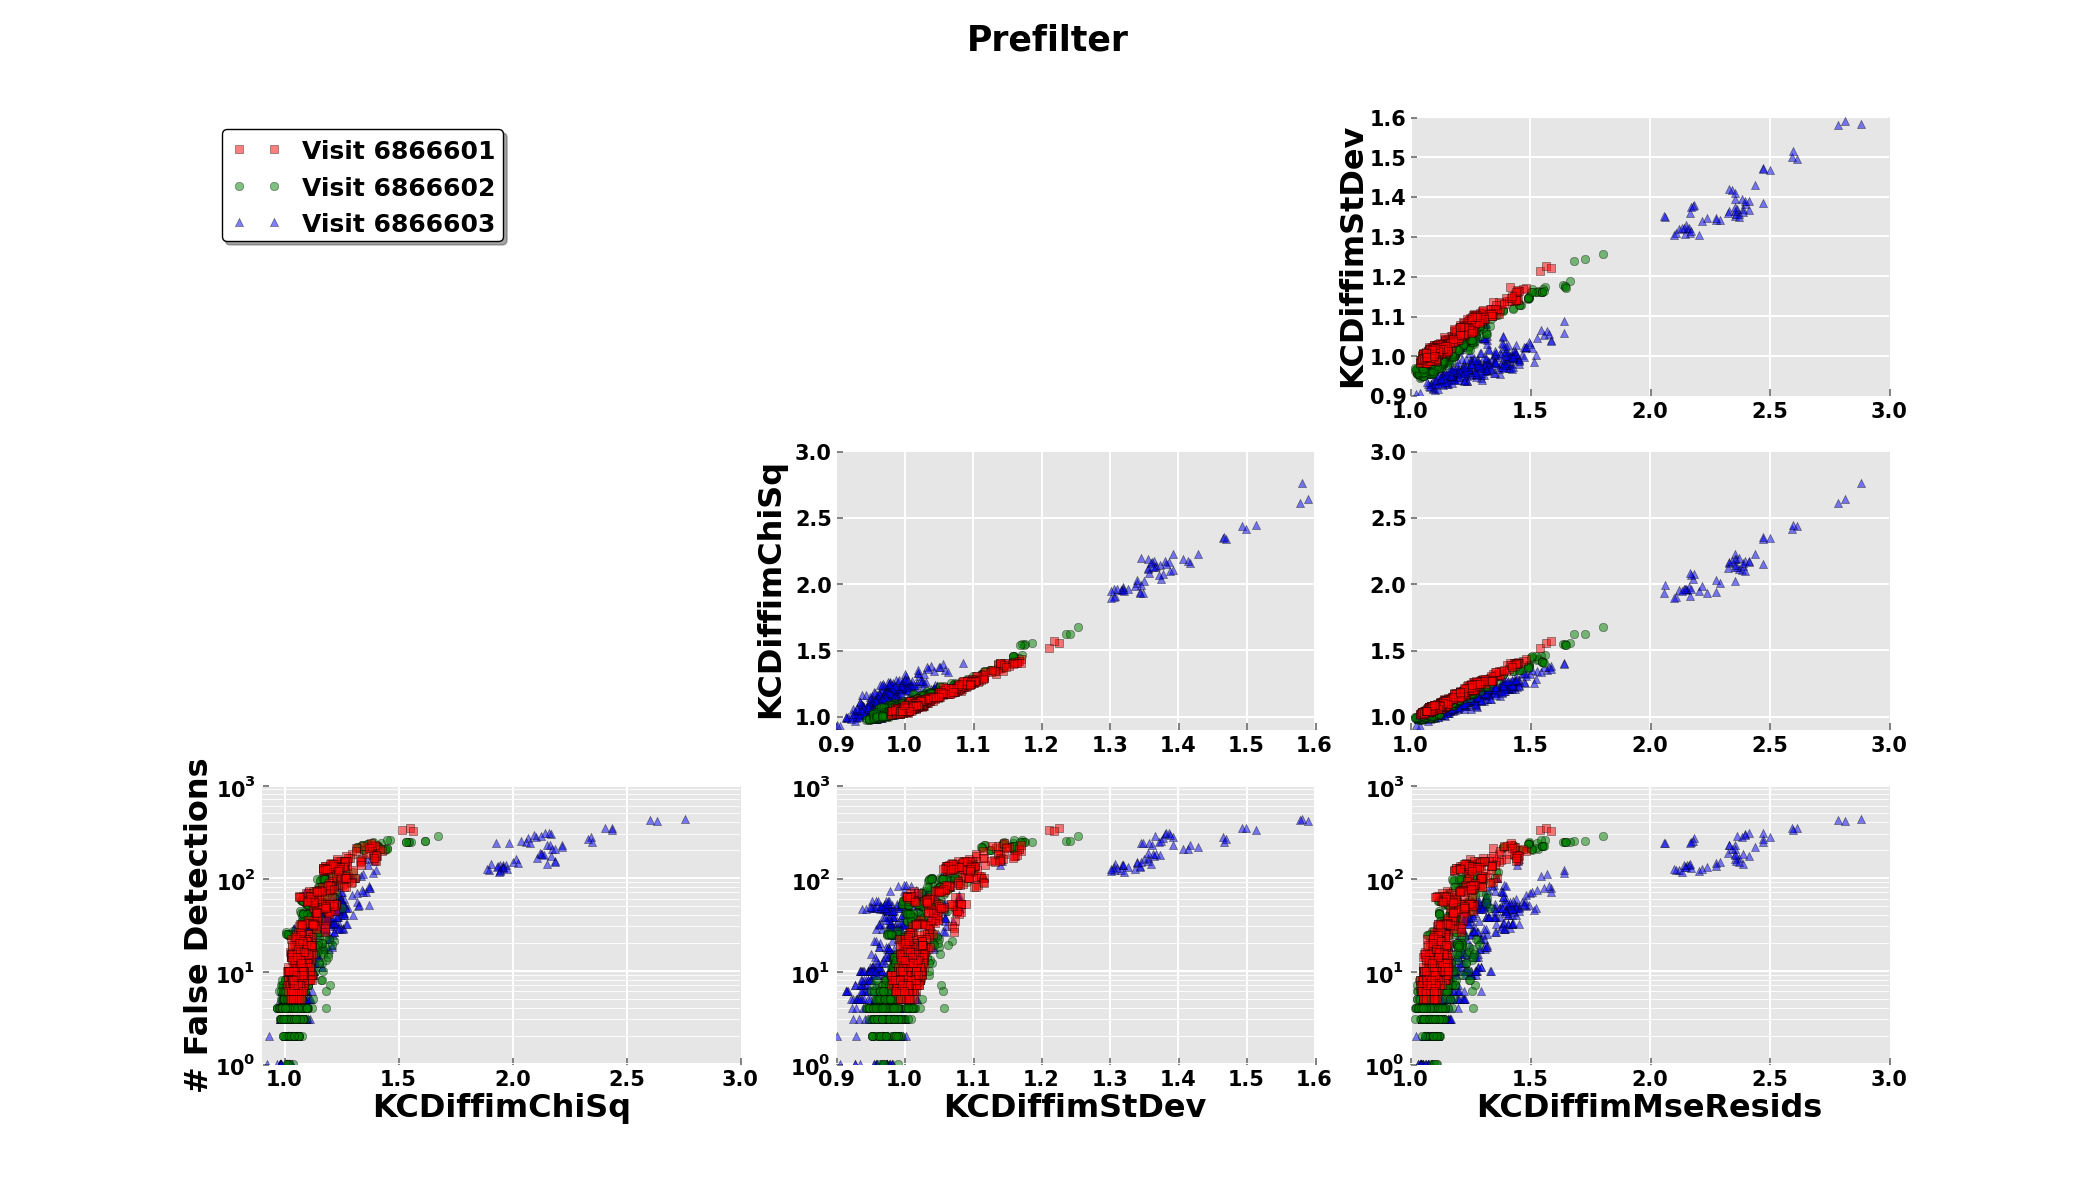 Prefilter
Visit 6866601
Visit 6866602
Visit 6866603
KCDiffimStDev
1.6
1.5
1.4
1.3
1.2
1.1
1.0
0.9
1.0 1.5 2.0 2.5 3.0
KCDiffimChiSq
3.0
2.5
2.0
1.5
1.0
0.9 1.0 1.1 1.2 1.3 1.4 1.5 1.6
3.0
2.5
2.0
1.5
1.0
1.0 1.5 2.0 2.5 3.0
# False Detections
10³
10²
10¹
10⁰
1.0 1.5 2.0 2.5 3.0
KCDiffimChiSq
10³
10²
10¹
10⁰
0.9 1.0 1.1 1.2 1.3 1.4 1.5 1.6
KCDiffimStDev
10³
10²
10¹
10⁰
1.0 1.5 2.0 2.5 3.0
KCDiffimMseResids